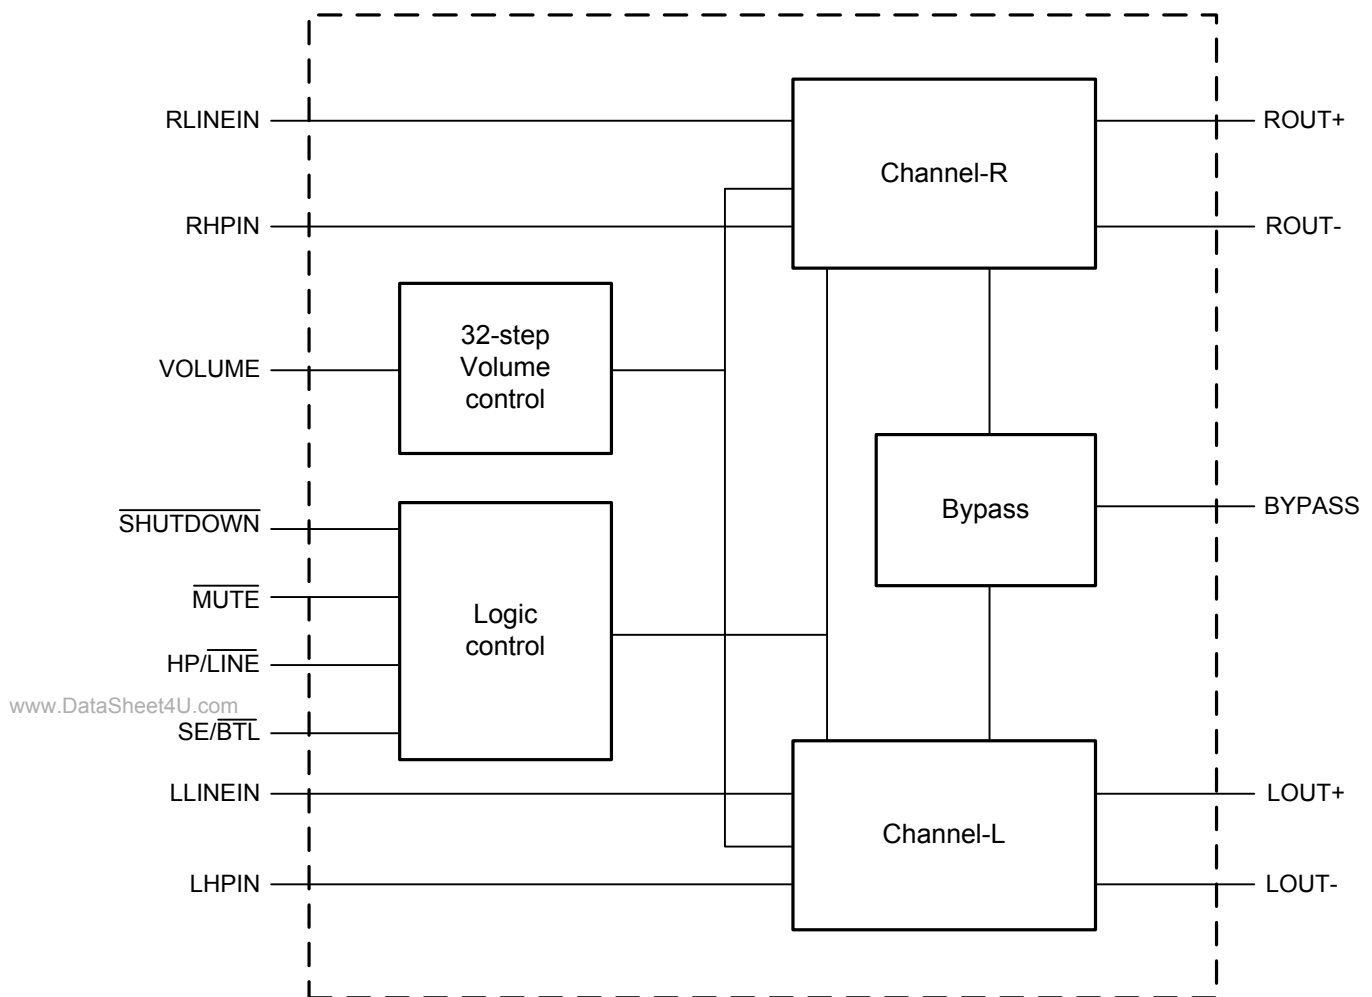 RLINEIN
ROUT+
Channel-R
RHPIN
ROUT-
32-step
Volume
control
VOLUME
SHUTDOWN
MUTE
HP/LINE
SE/BTL
Logic
control
Bypass
BYPASS
www.DataSheet4U.com
LLINEIN
LOUT+
Channel-L
LHPIN
LOUT-